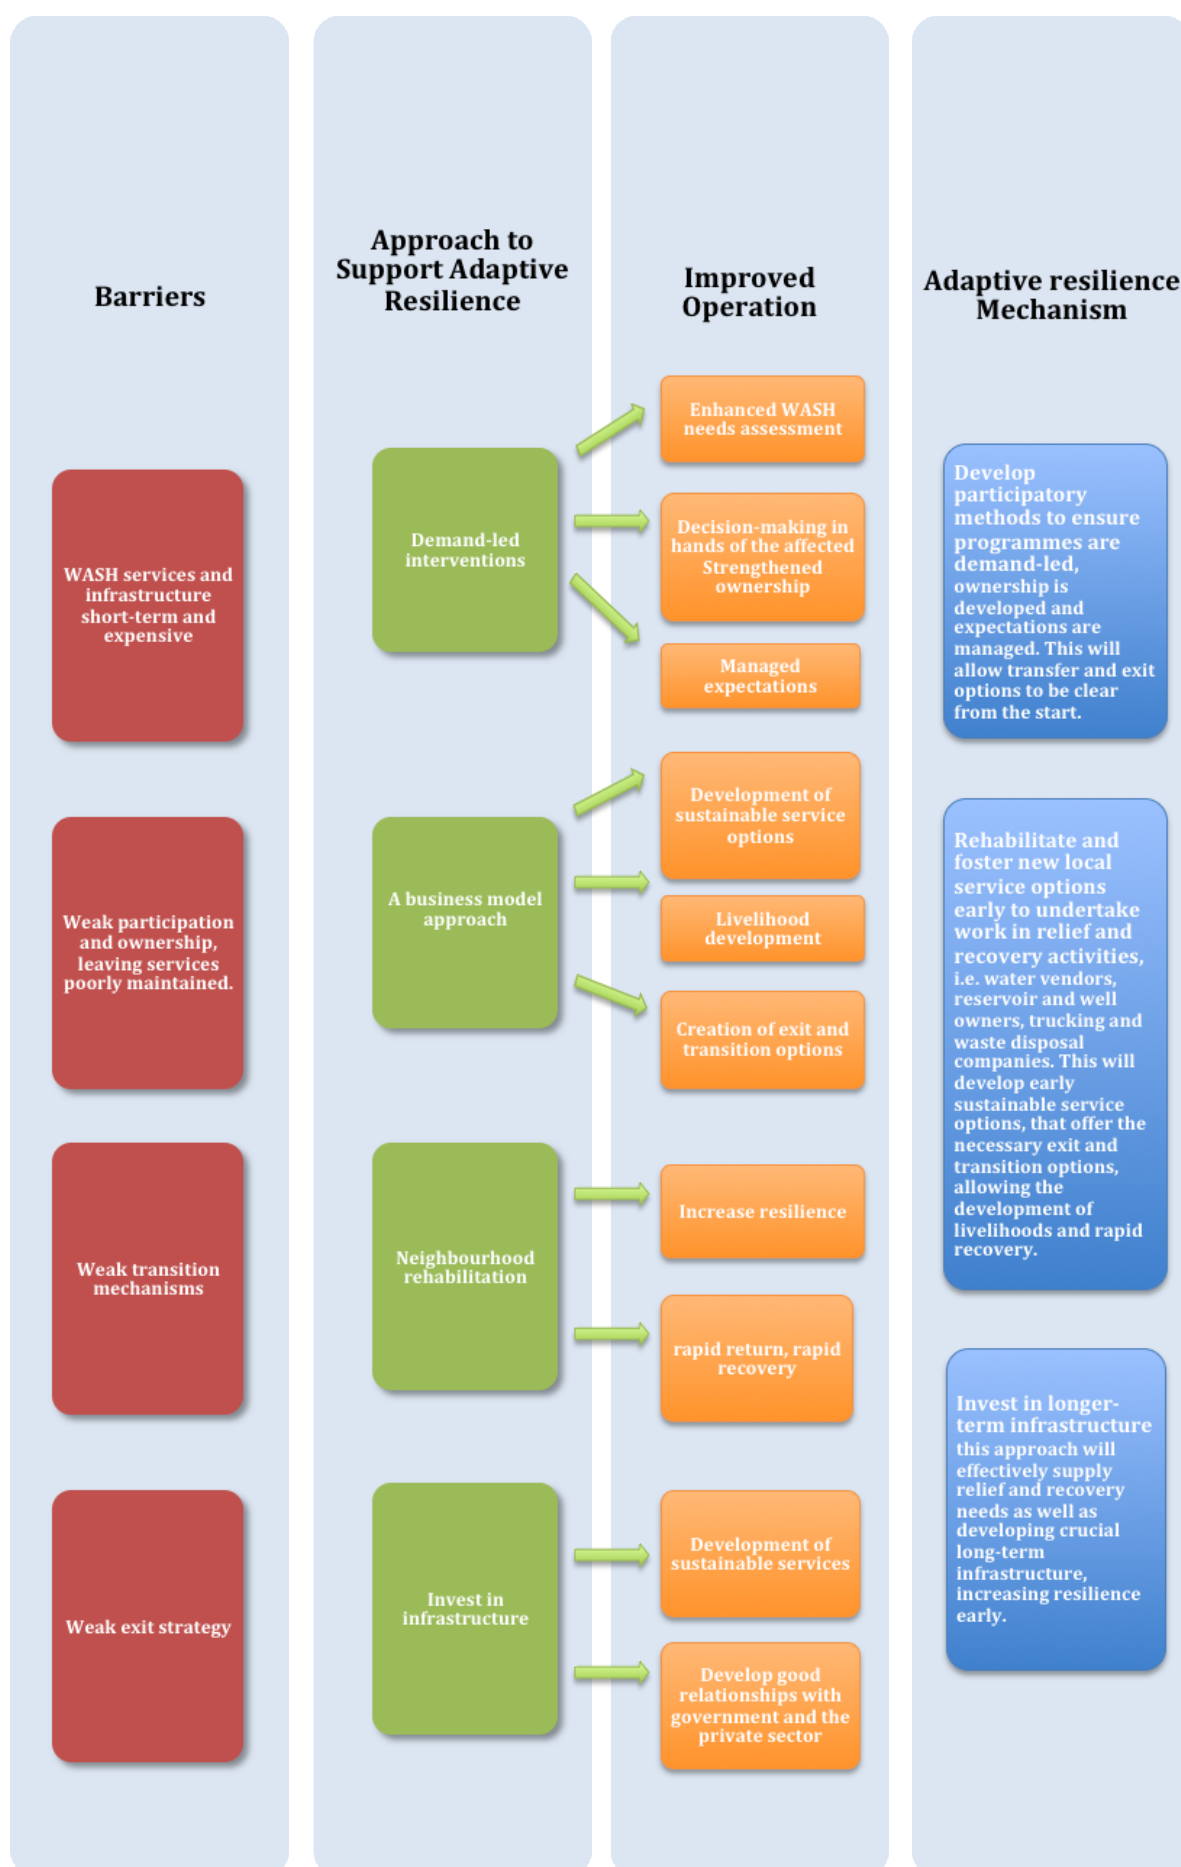 Barriers
WASH services and
infrastructure
short-term and
expensive
Weak participation
and ownership,
leaving services
poorly maintained.
Weak transition
mechanisms
Weak exit strategy
Approach to
Support Adaptive
Resilience
Demand-led
interventions
A business model
approach
Neighbourhood
rehabilitation
Invest in
infrastructure
Improved
Operation
Enhanced WASH
needs assessment
Decision-making in
hands of the affected
Strengthened
ownership
Managed
expectations
Development of
sustainable service
options
Livelihood
development
Creation of exit and
transition options
Increase resilience
rapid return, rapid
recovery
Development of
sustainable services
Develop good
relationships with
government and the
private sector
Adaptive resilience
Mechanism
Develop
participatory
methods to ensure
programmes are
demand-led,
ownership is
developed and
expectations are
managed. This will
allow transfer and exit
options to be clear
from the start.
Rehabilitate and
foster new local
service options
early to undertake
work in relief and
recovery activities,
i.e. water vendors,
reservoir and well
owners, trucking and
waste disposal
companies. This will
develop early
sustainable service
options, that offer the
necessary exit and
transition options,
allowing the
development of
livelihoods and rapid
recovery.
Invest in longer-
term infrastructure
this approach will
effectively supply
relief and recovery
needs as well as
developing crucial
long-term
infrastructure,
increasing resilience
early.